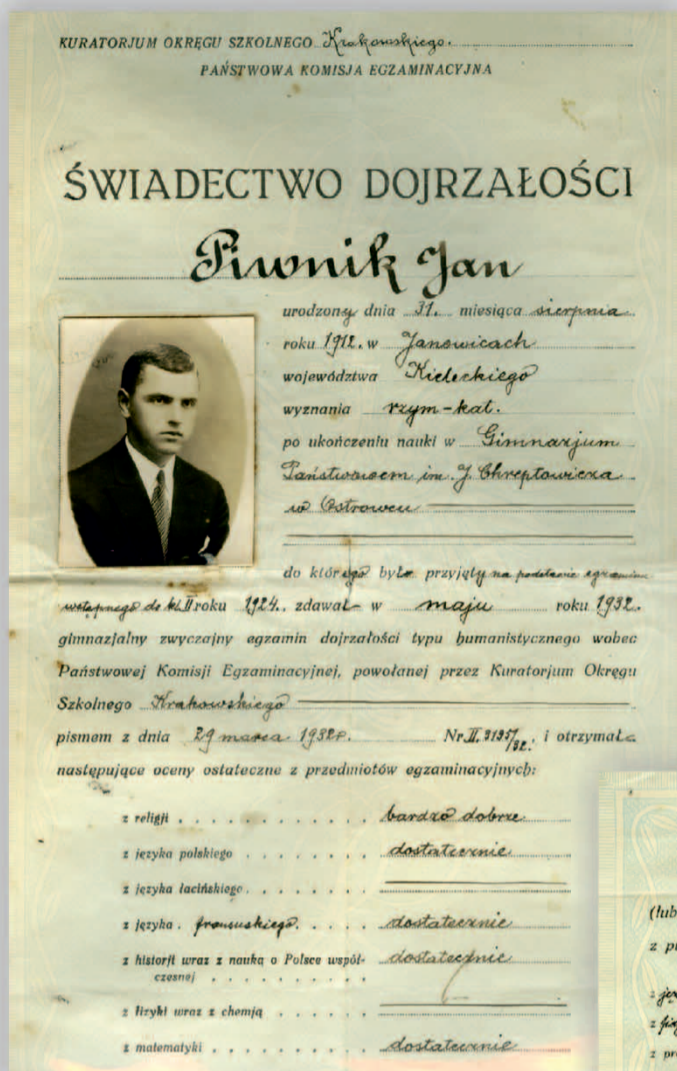 KURATORJUM OKRĘGU SZKOLNEGO Krakowskiego.
PAŃSTWOWA KOMISJA EGZAMINACYJNA
ŚWIADECTWO DOJRZAŁOŚCI
Piwnik Jan
urodzony dnia 31. miesiąca sierpnia
roku 1912. w Janowicach
województwa Kieleckiego
wyznania rzym-kat.
po ukończeniu nauki w Gimnazjum
Państwowem im. J. Chreptowicza
w Ostrowcu
do którego był przyjęty na podstawie egzaminu
wstępnego do kl. II roku 1924. zdawał w maju roku 1932.
gimnazjalny zwyczajny egzamin dojrzałości typu humanistycznego wobec
Państwowej Komisji Egzaminacyjnej, powołanej przez Kuratorjum Okręgu
Szkolnego Krakowskiego
pismem z dnia 29 marca 1932 r. Nr II. 3195/32. i otrzymał
następujące oceny ostateczne z przedmiotów egzaminacyjnych:
z religji bardzo dobrze
z języka polskiego dostatecznie
z języka łacińskiego
z języka francuskiego dostatecznie
z historji wraz z nauką o Polsce współ- dostatecznie
czesnej
z fizyki wraz z chemją
z matematyki dostatecznie
(lub
z p
z
z
z pr